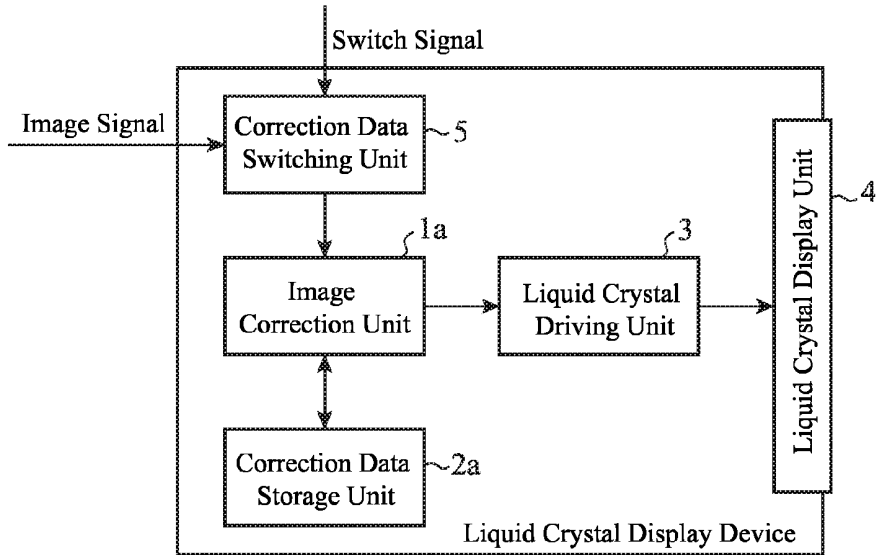 Switch Signal
Image Signal
Correction Data
Switching Unit
5
1a
Image
Correction Unit
3
Liquid Crystal
Driving Unit
Liquid Crystal Display Unit
4
Correction Data
Storage Unit
2a
Liquid Crystal Display Device